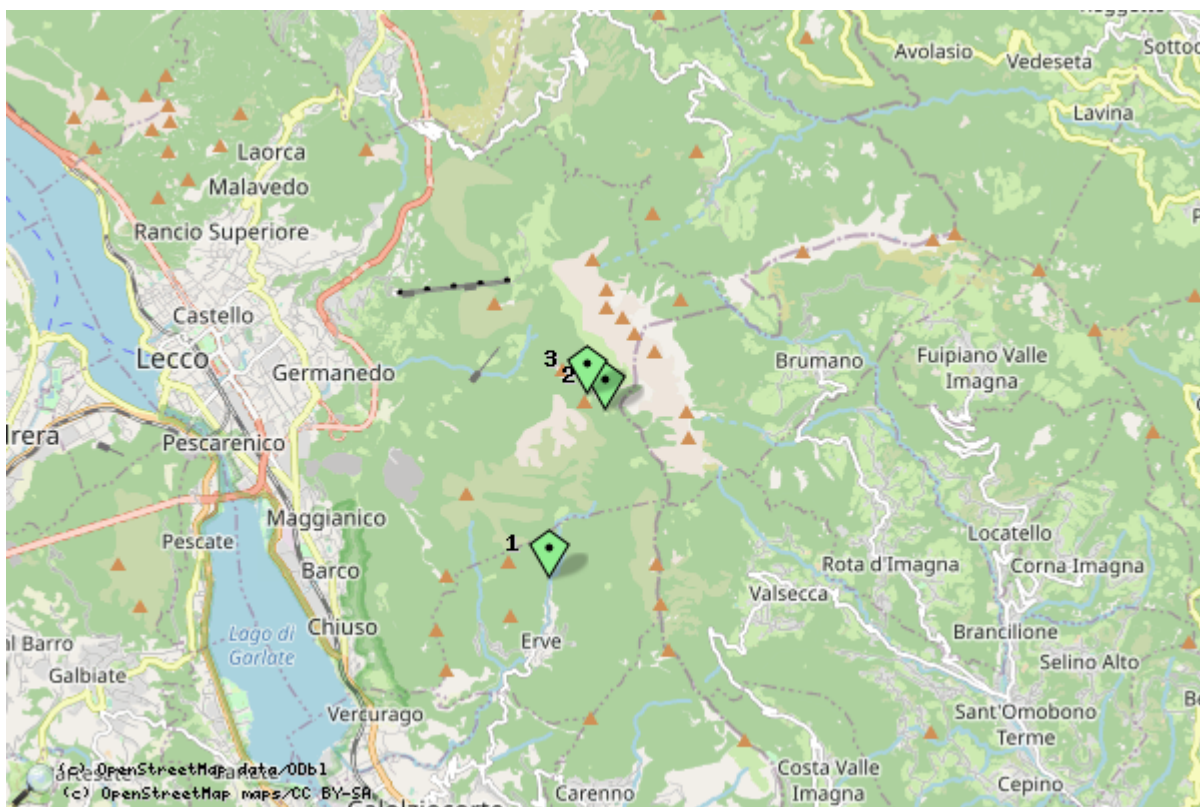 Avolasio
Vedeseta
Lavina
Laorca
Malavedo
Rancio Superiore
Castello
Lecco
Germanedo
3
2
Brumano
Fuipiano Valle
Imagna
Pescarenico
Maggianico
1
Pescate
Barco
Locatello
Rota d'Imagna
Corna Imagna
Valsecca
Chiuso
Lago di
Garlate
Erve
Brancilione
Selino Alto
Galbiate
Vercurago
Sant'Omobono
Terme
Costa Valle
Imagna
Cepino
Carenno
(c) OpenStreetMap data/ODbl
(c) OpenStreetMap maps/CC BY-SA